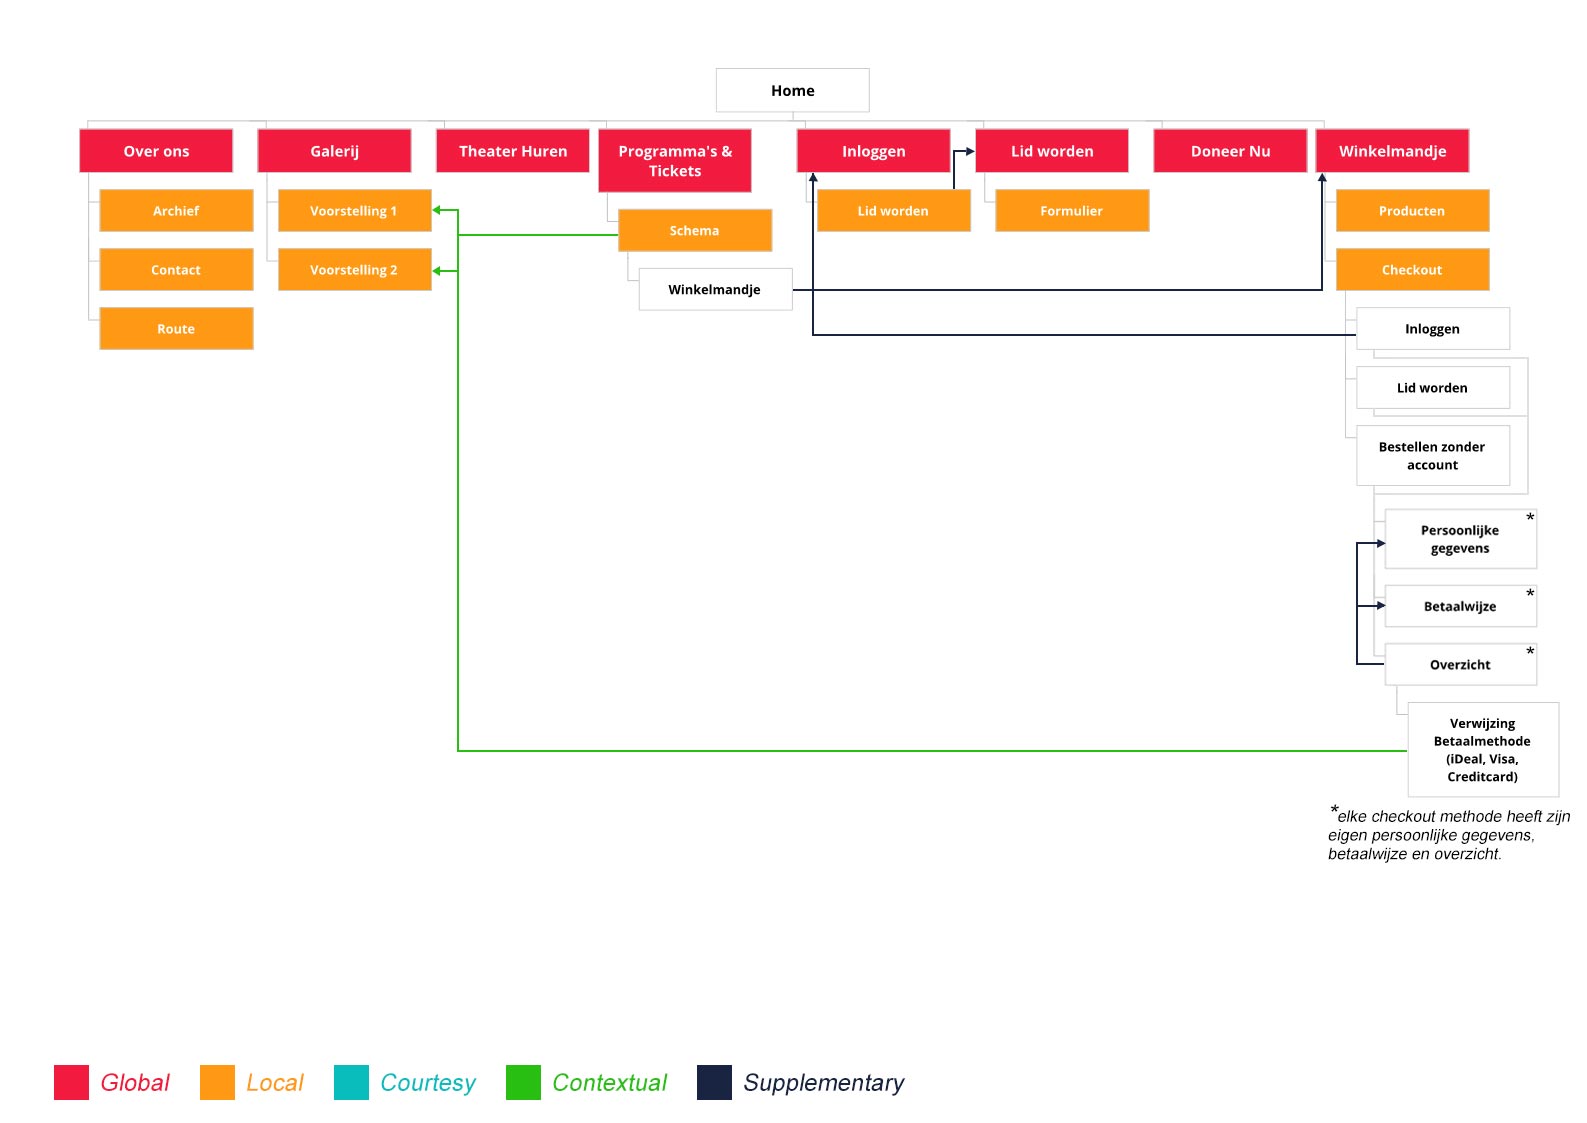 Home
Over ons
Galerij
Theater Huren
Programma's &
Tickets
Inloggen
Lid worden
Doneer Nu
Winkelmandje
Archief
Contact
Route
Voorstelling 1
Voorstelling 2
Schema
Winkelmandje
Lid worden
Formulier
Producten
Checkout
Inloggen
Lid worden
Bestellen zonder
account
Persoonlijke
gegevens
*
Betaalwijze
*
Overzicht
*
Verwijzing
Betaalmethode
(iDeal, Visa,
Creditcard)
*elke checkout methode heeft zijn
eigen persoonlijke gegevens,
betaalwijze en overzicht.
Global
Local
Courtesy
Contextual
Supplementary